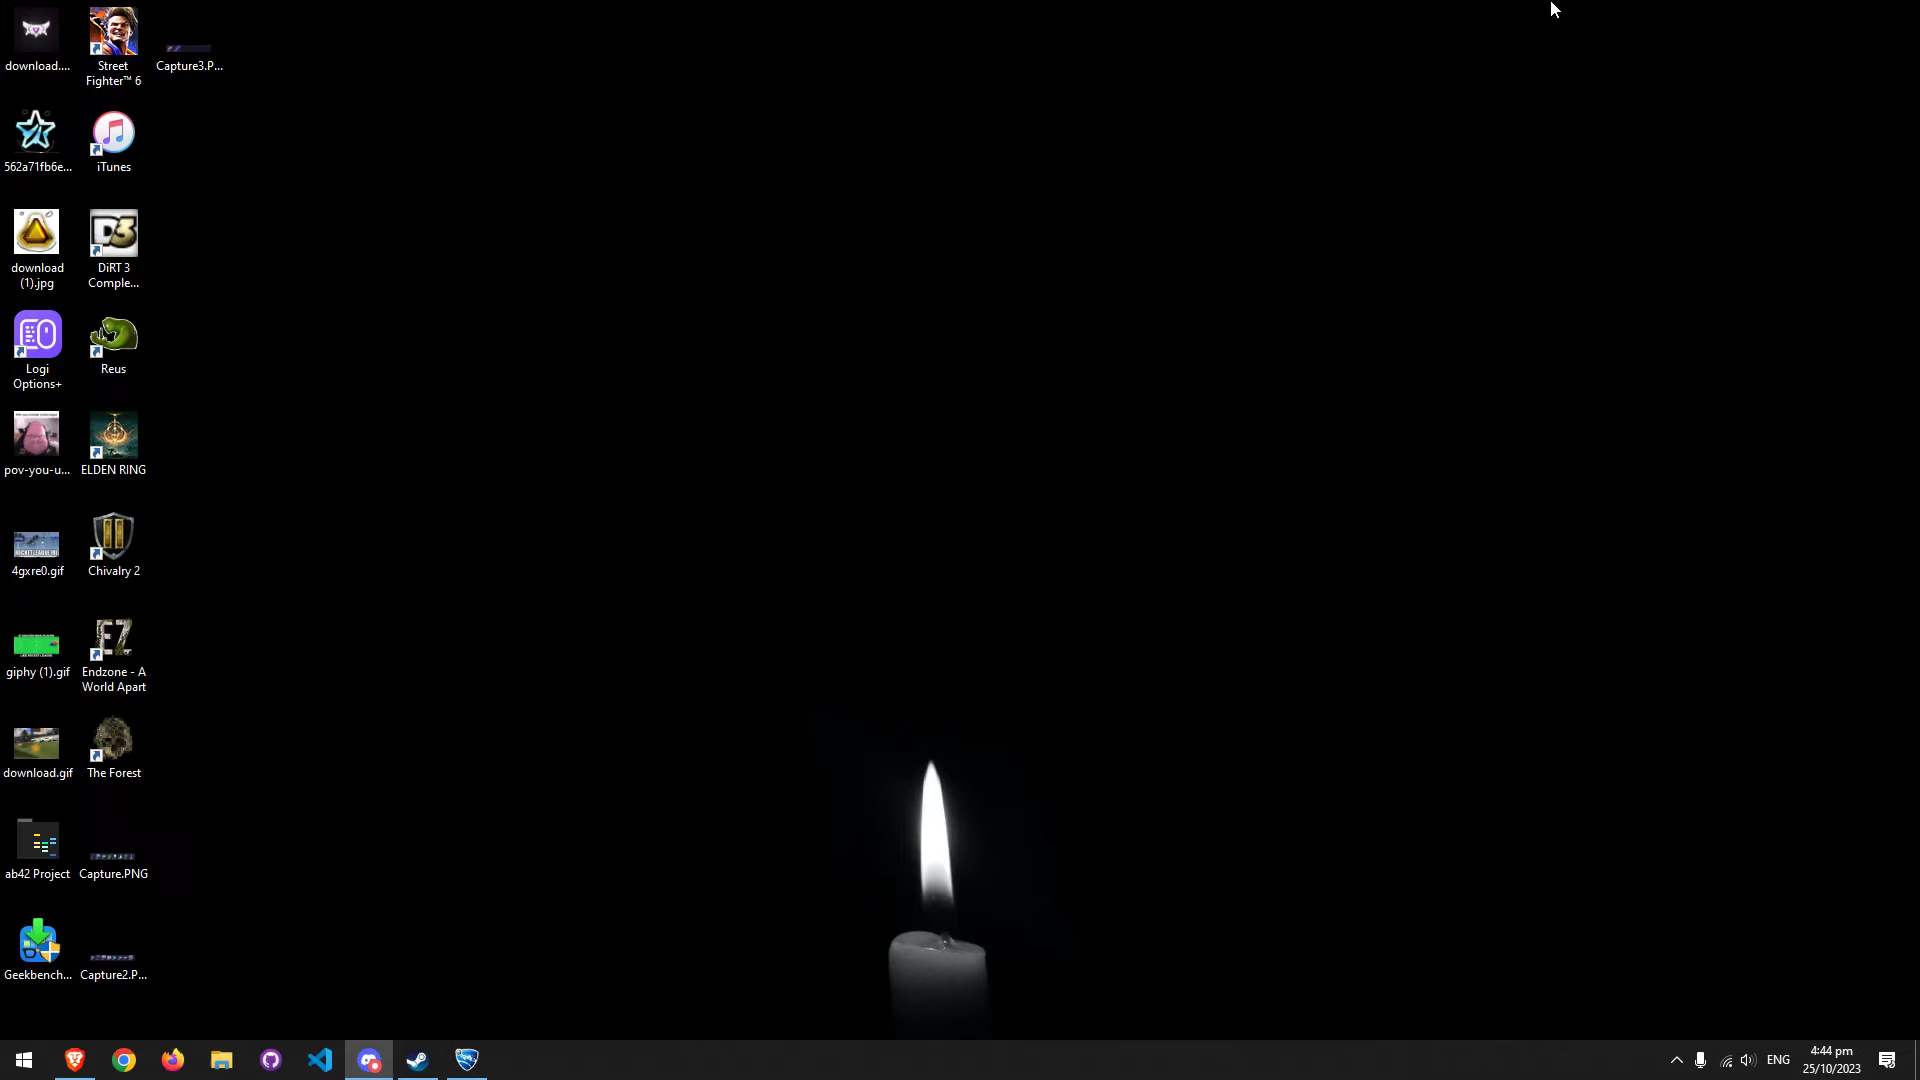 download....
Street
Fighter™ 6
Capture3.P...
562a71fb6e...
iTunes
download
(1).jpg
D3
DiRT 3
Comple...
Logi
Options+
Reus
pov-you-u...
ELDEN RING
4gxre0.gif
Chivalry 2
giphy (1).gif
EZ
Endzone - A
World Apart
download.gif
The Forest
ab42 Project
Capture.PNG
Geekbench...
Capture2.P...
ENG
4:44 pm
25/10/2023